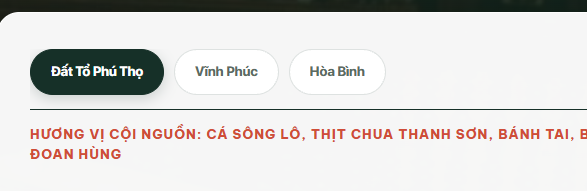 Đất Tổ Phú Thọ
Vĩnh Phúc
Hòa Bình
HƯƠNG VỊ CỘI NGUỒN: CÁ SÔNG LÔ, THỊT CHUA THANH SƠN, BÁNH TAI,
ĐOAN HÙNG